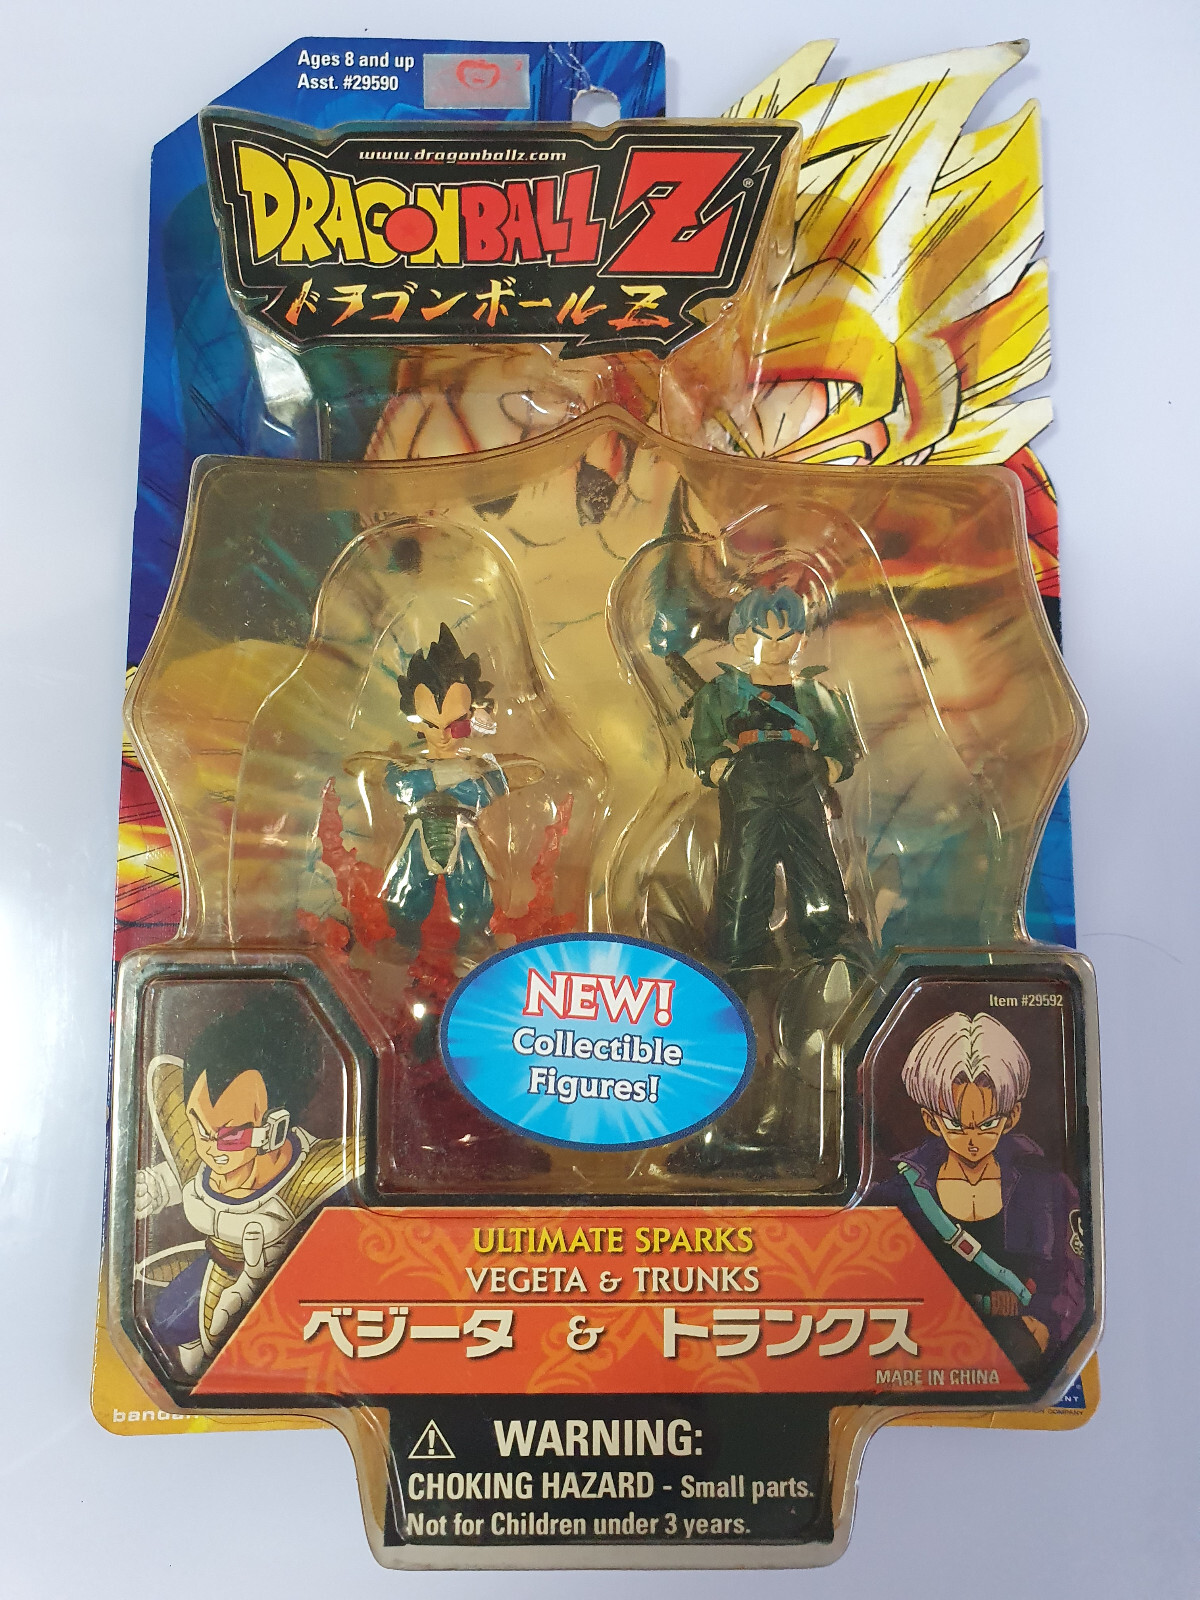 Ages 8 and up
Asst. #29590
www.dragonballz.com
DRAGON BALL Z®
ドラゴンボールZ
NEW!
Collectible
Figures!
Item #29592
ULTIMATE SPARKS
VEGETA & TRUNKS
ベジータ & トランクス
MADE IN CHINA
WARNING:
CHOKING HAZARD - Small parts.
Not for Children under 3 years.